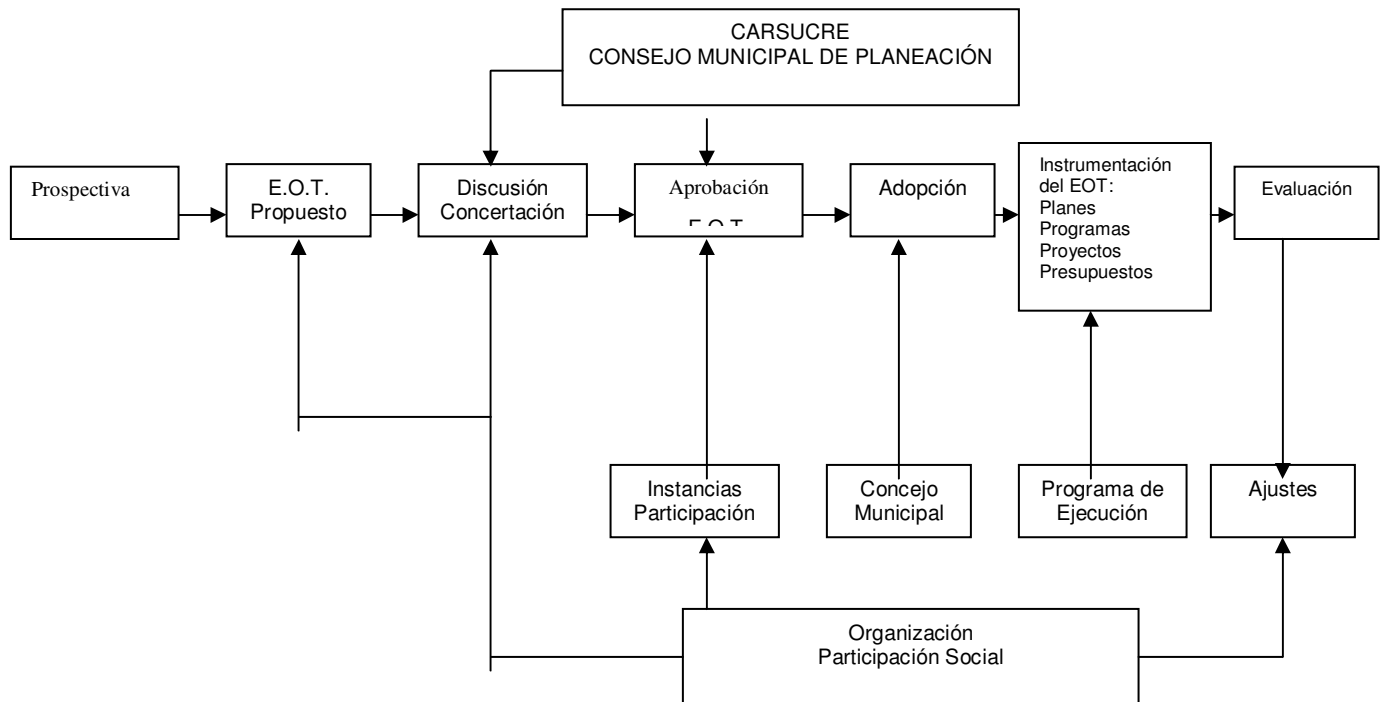 CARSUCRE
CONSEJO MUNICIPAL DE PLANEACIÓN
Prospectiva
E.O.T.
Propuesto
Discusión
Concertación
Aprobación
Adopción
Instrumentación
del EOT:
Planes
Programas
Proyectos
Presupuestos
Evaluación
Instancias
Participación
Concejo
Municipal
Programa de
Ejecución
Ajustes
Organización
Participación Social